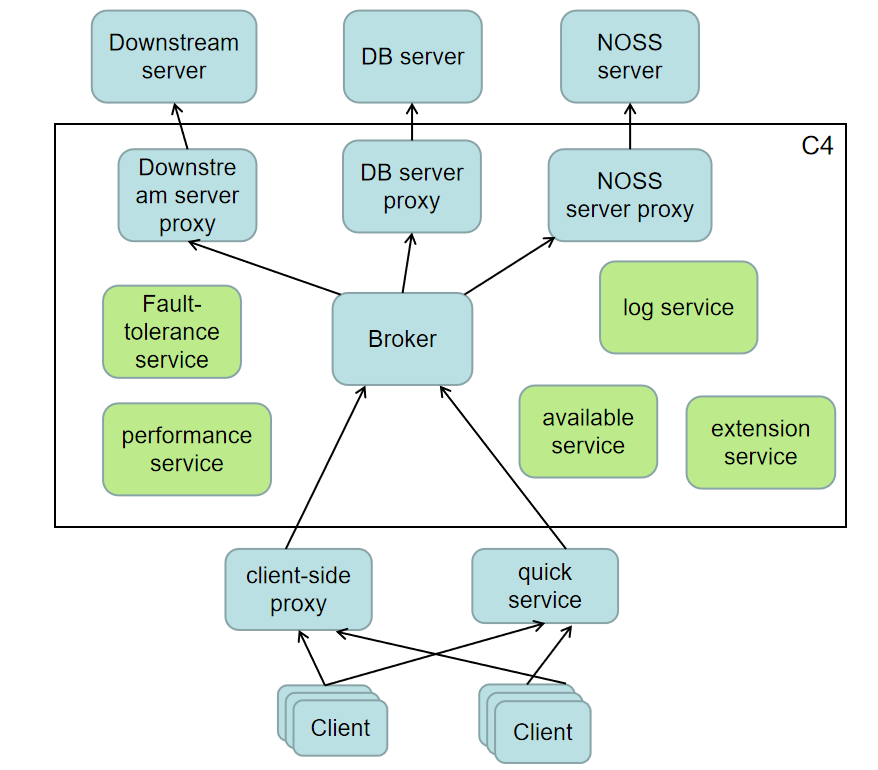 Downstream
server
DB server
NOSS
server
C4
Downstre
am server
proxy
DB server
proxy
NOSS
server proxy
Fault-
tolerance
service
Broker
log service
performance
service
available
service
extension
service
client-side
proxy
quick
service
Client
Client